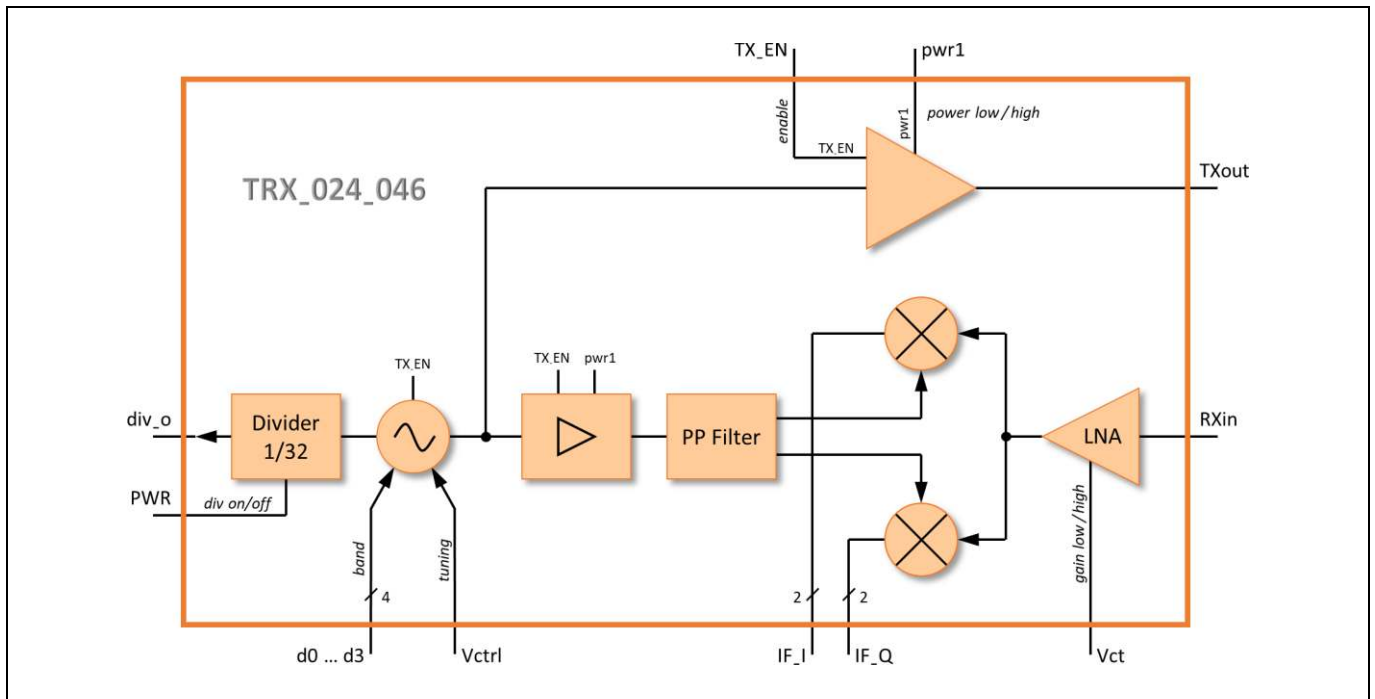 TX_EN
pwr1
enable
pwr1
power low / high
TX_EN
TRX_024_046
TXout
TX_EN
TX_EN
pwr1
div_o
Divider
1/32
PP Filter
LNA
RXin
PWR
div on/off
band
tuning
gain low / high
4
2
2
d0 ... d3
Vctrl
IF_I
IF_Q
Vct